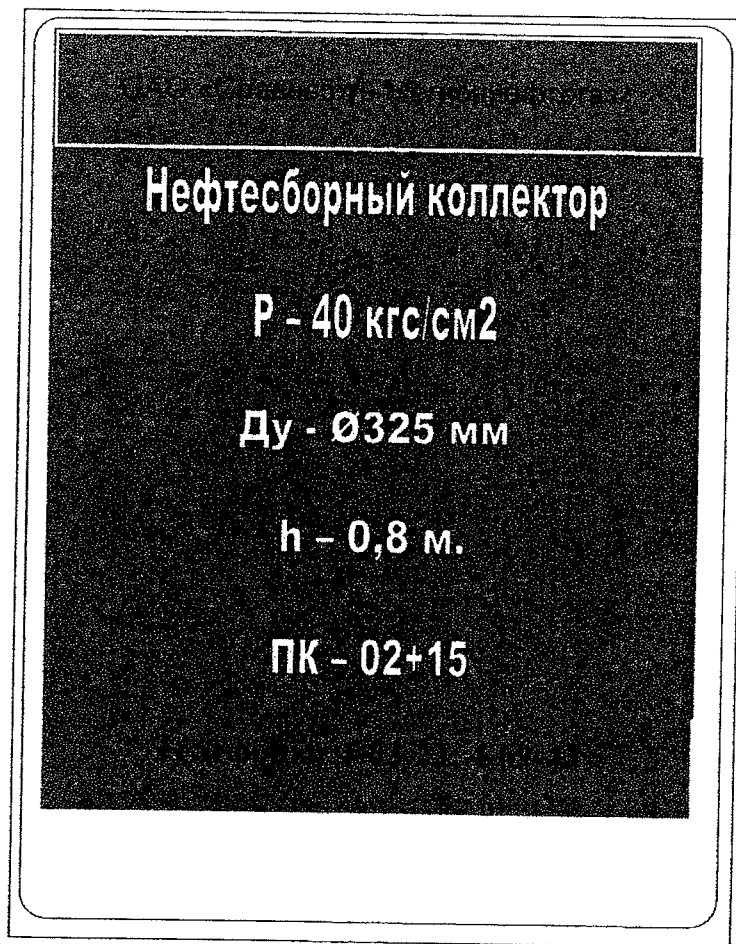 Нефтесборный коллектор
Р - 40 кгс/см2
Ду - Ø325 мм
h – 0,8 м.
ПК – 02+15